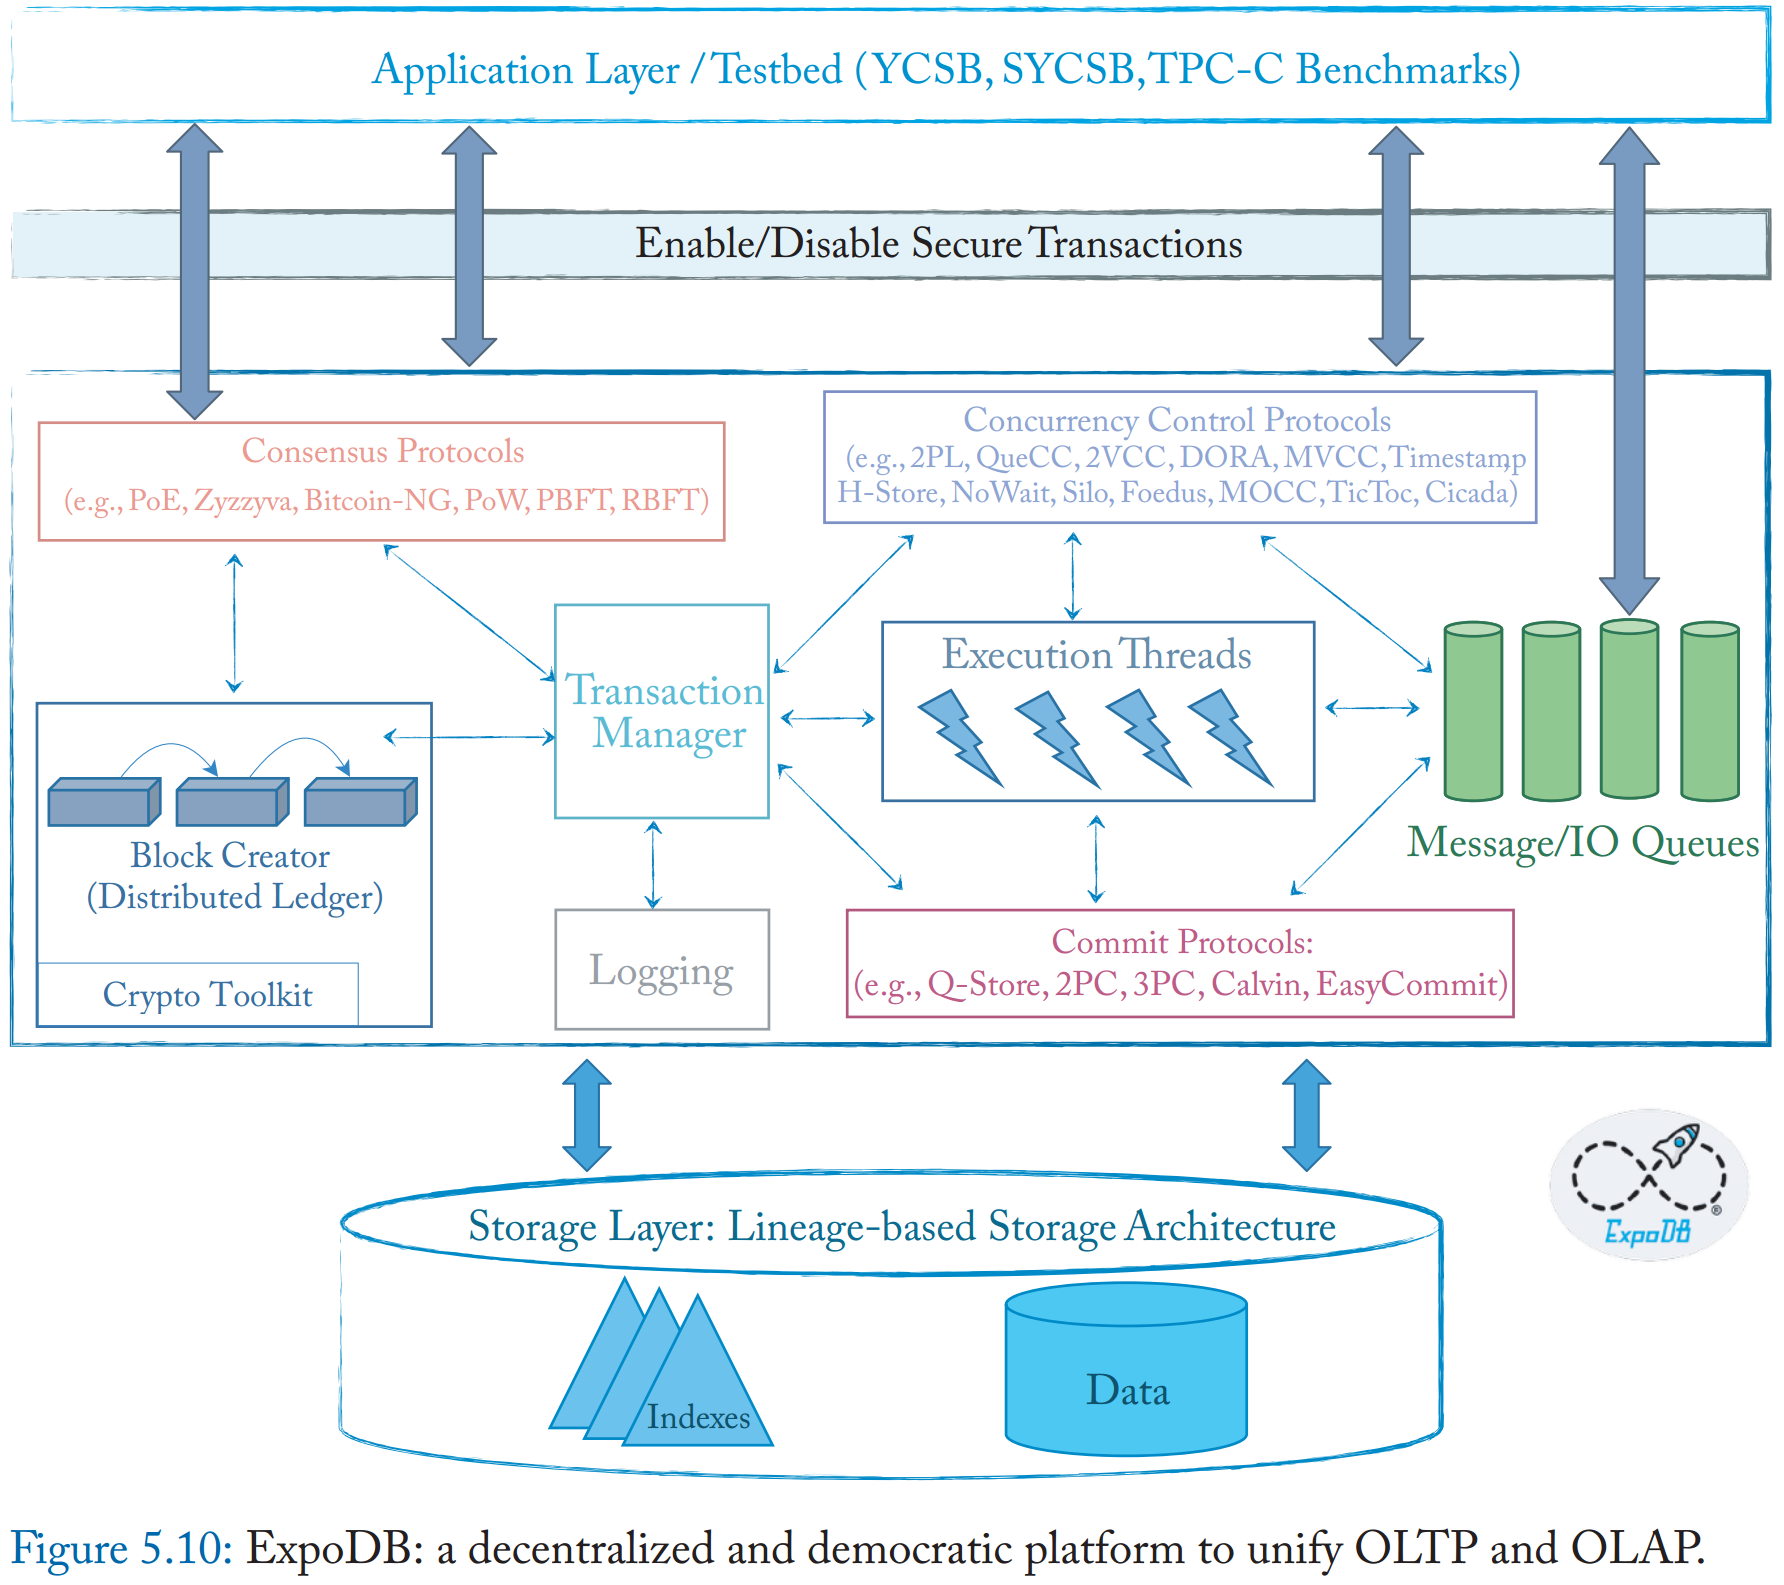 Application Layer / Testbed (YCSB, SYCSB, TPC-C Benchmarks)
Enable/Disable Secure Transactions
Consensus Protocols
(e.g., PoE, Zyzzyva, Bitcoin-NG, PoW, PBFT, RBFT)
Concurrency Control Protocols
(e.g., 2PL, QueCC, 2VCC, DORA, MVCC, Timestamp,
H-Store, NoWait, Silo, Foedus, MOCC, TicToc, Cicada)
Transaction
Manager
Execution Threads
Message/IO Queues
Block Creator
(Distributed Ledger)
Crypto Toolkit
Logging
Commit Protocols:
(e.g., Q-Store, 2PC, 3PC, Calvin, EasyCommit)
Storage Layer: Lineage-based Storage Architecture
Indexes
Data
®
ExpoDB
Figure 5.10: ExpoDB: a decentralized and democratic platform to unify OLTP and OLAP.